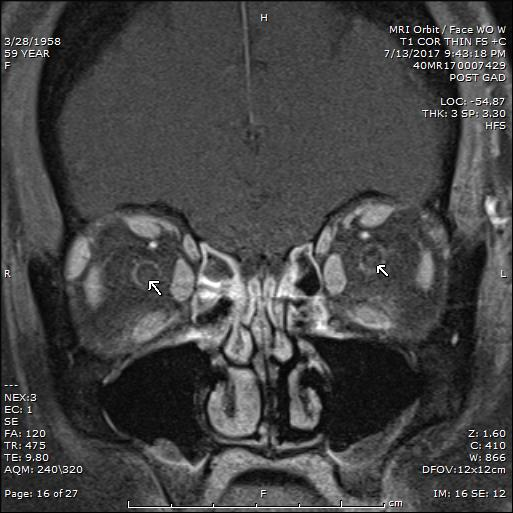 H
3/28/1958
59 YEAR
F
MRI Orbit / Face WO W
T1 COR THIN FS +C
7/13/2017 9:43:18 PM
40MR170007429
POST GAD
LOC: -54.87
THK: 3 SP: 3.30
HFS
R
L
---
NEX:3
EC: 1
SE
FA: 120
TR: 475
TE: 9.80
AQM: 240\320
Page: 16 of 27
F
cm
Z: 1.60
C: 410
W: 866
DFOV:12x12cm
IM: 16 SE: 12